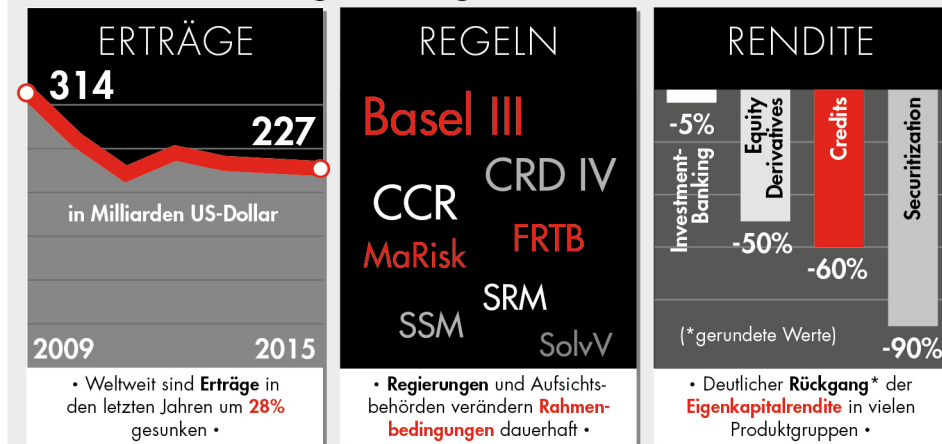 ERTRÄGE
314
227
in Milliarden US-Dollar
2009
2015
• Weltweit sind Erträge in
den letzten Jahren um 28%
gesunken •
REGELN
Basel III
CRD IV
CCR
FRTB
MaRisk
SRM
SSM
SolvV
• Regierungen und Aufsichts-
behörden verändern Rahmen-
bedingungen dauerhaft •
RENDITE
-5%
Investment-
Banking
Equity
Derivatives
-50%
Credits
-60%
Securitization
-90%
(*gerundete Werte)
• Deutlicher Rückgang* der
Eigenkapitalrendite in vielen
Produktgruppen •